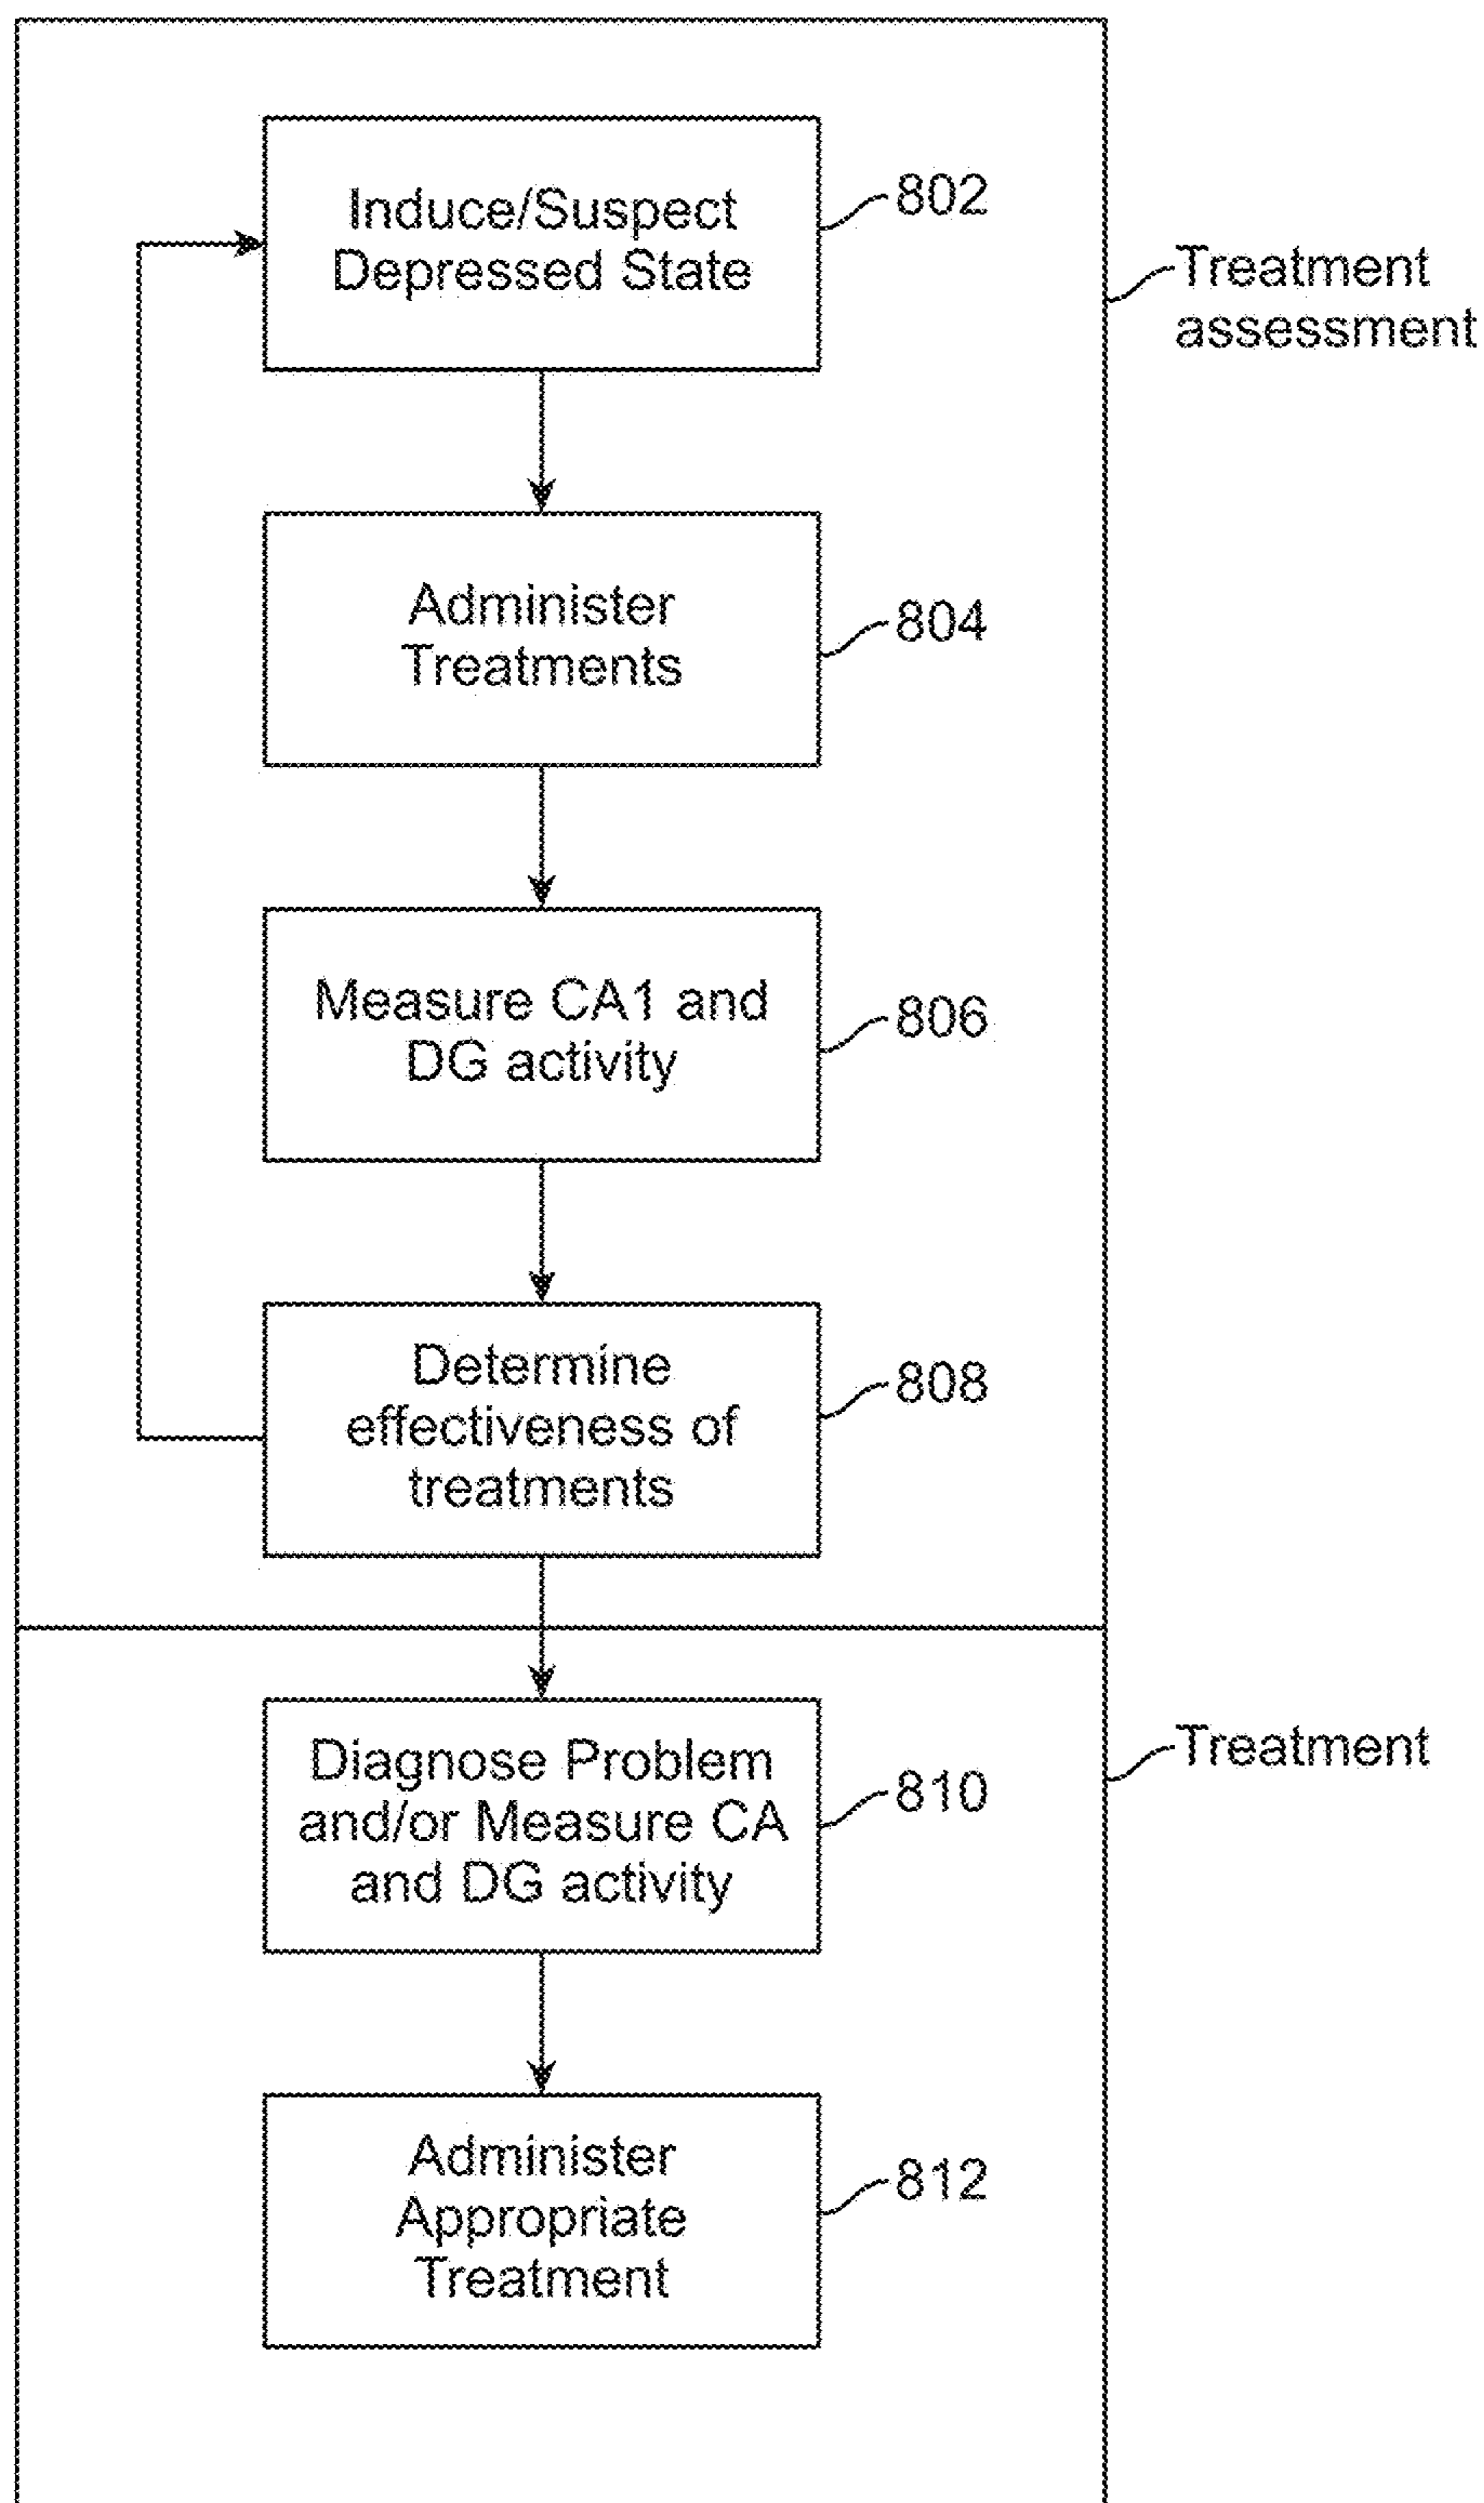 Induce/Suspect
Depressed State
802
Treatment
assessment
Administer
Treatments
804
Measure CA1 and
DG activity
806
Determine
effectiveness of
treatments
808
Diagnose Problem
and/or Measure CA
and DG activity
810
Treatment
Administer
Appropriate
Treatment
812